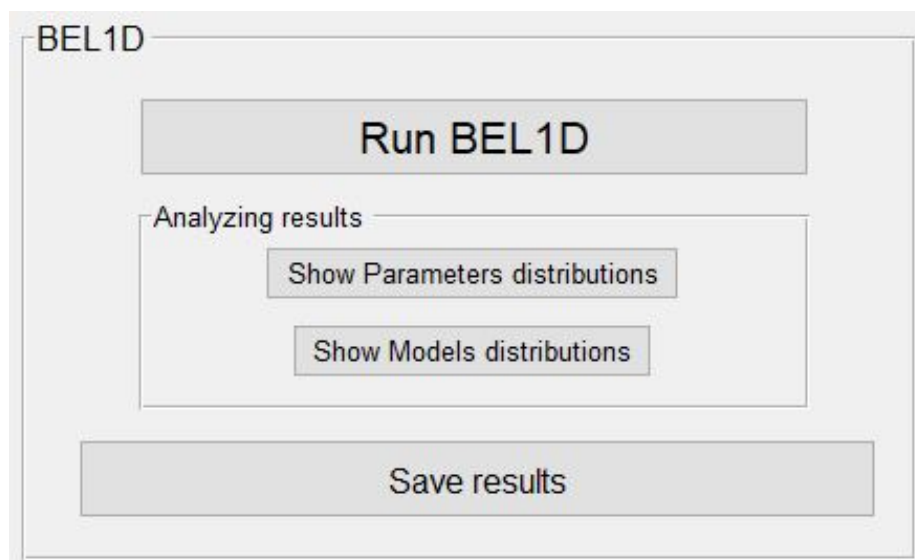 BEL1D
Run BEL1D
Analyzing results
Show Parameters distributions
Show Models distributions
Save results